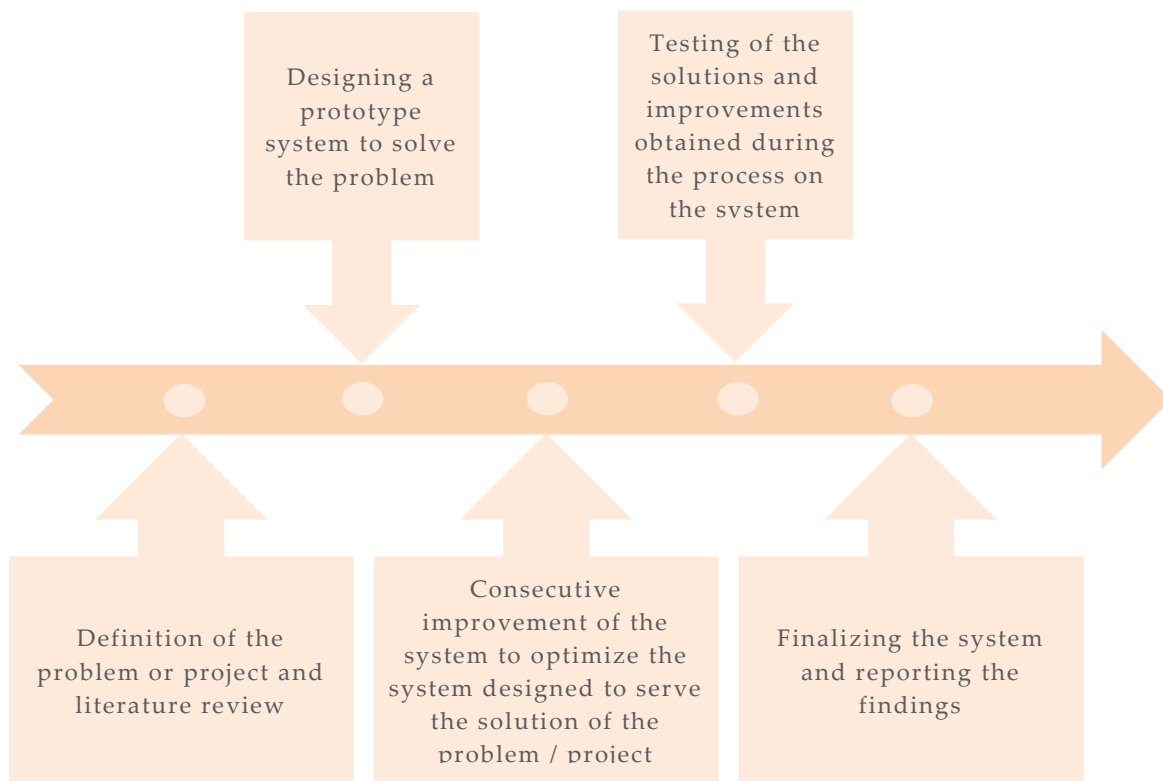 Designing a
prototype
system to solve
the problem
Testing of the
solutions and
improvements
obtained during
the process on
the system
Definition of the
problem or project and
literature review
Consecutive
improvement of the
system to optimize the
system designed to serve
the solution of the
problem / project
Finalizing the system
and reporting the
findings